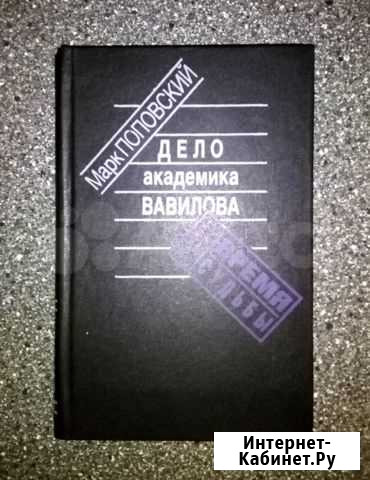 Марк ПОПОВСКИЙ
ДЕЛО
академика
ВАВИЛОВА
ВРЕМЯ
СУДЬБЫ
Интернет-
Кабинет.Ру